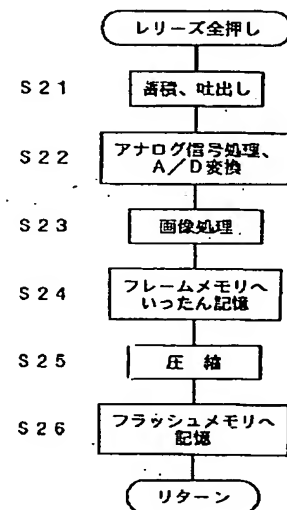 レリーズ全押し
S21
蓄積、吐出し
S22
アナログ信号処理、
A/D変換
S23
画像処理
S24
フレームメモリへ
いったん記憶
S25
圧 縮
S26
フラッシュメモリへ
記憶
リターン